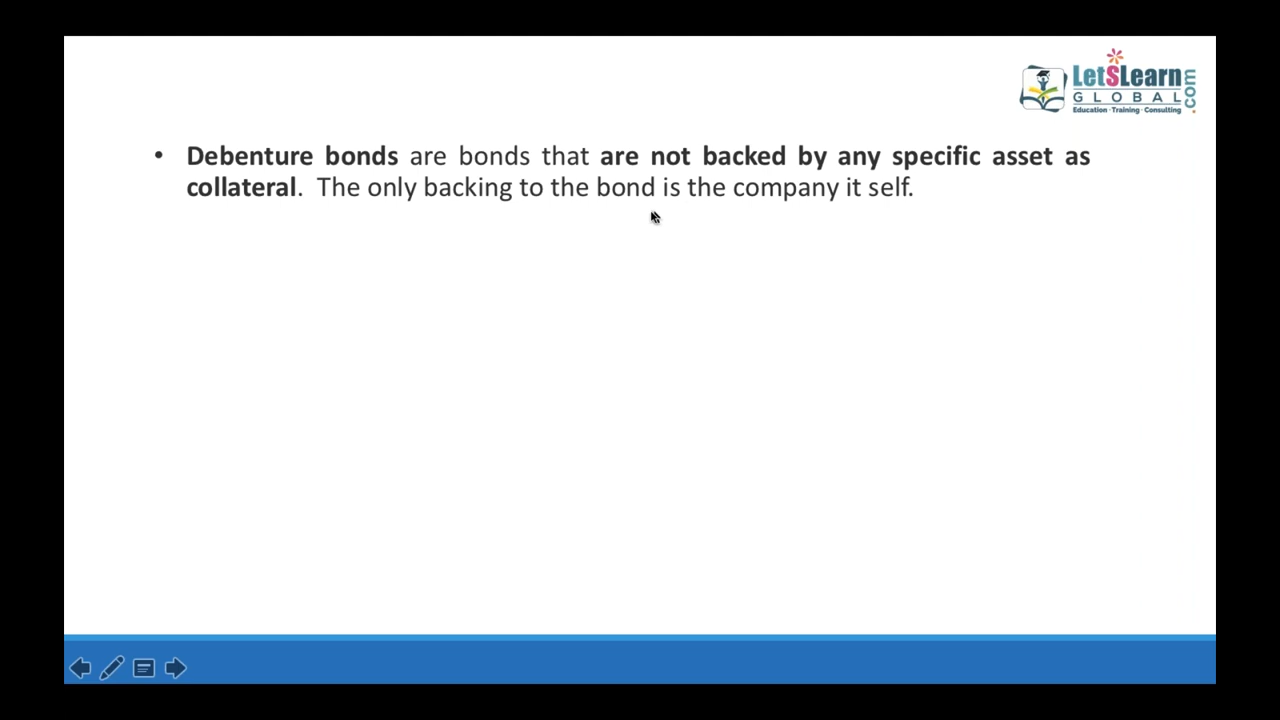 LetSLearn
GLOBAL
.com
Education · Training · Consulting
• Debenture bonds are bonds that are not backed by any specific asset as
collateral.  The only backing to the bond is the company it self.